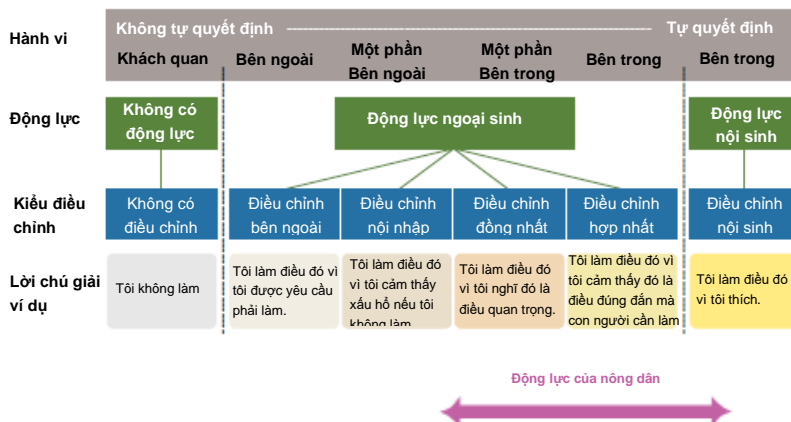 Hành vi
Không tự quyết định
Tự quyết định
Khách quan
Bên ngoài
Một phần
Bên ngoài
Một phần
Bên trong
Bên trong
Bên trong
Động lực
Không có
động lực
Động lực ngoại sinh
Động lực
nội sinh
Kiểu điều
chỉnh
Không có
điều chỉnh
Điều chỉnh
bên ngoài
Điều chỉnh
nội nhập
Điều chỉnh
đồng nhất
Điều chỉnh
hợp nhất
Điều chỉnh
nội sinh
Lời chú giải
ví dụ
Tôi không làm
Tôi làm điều đó vì
tôi được yêu cầu
phải làm.
Tôi làm điều đó
vì tôi cảm thấy
xấu hổ nếu tôi
không làm
Tôi làm điều đó
vì tôi nghĩ đó là
điều quan trọng.
Tôi làm điều đó vì
tôi cảm thấy đó là
điều đúng đắn mà
con người cần làm
Tôi làm điều đó
vì tôi thích.
Động lực của nông dân